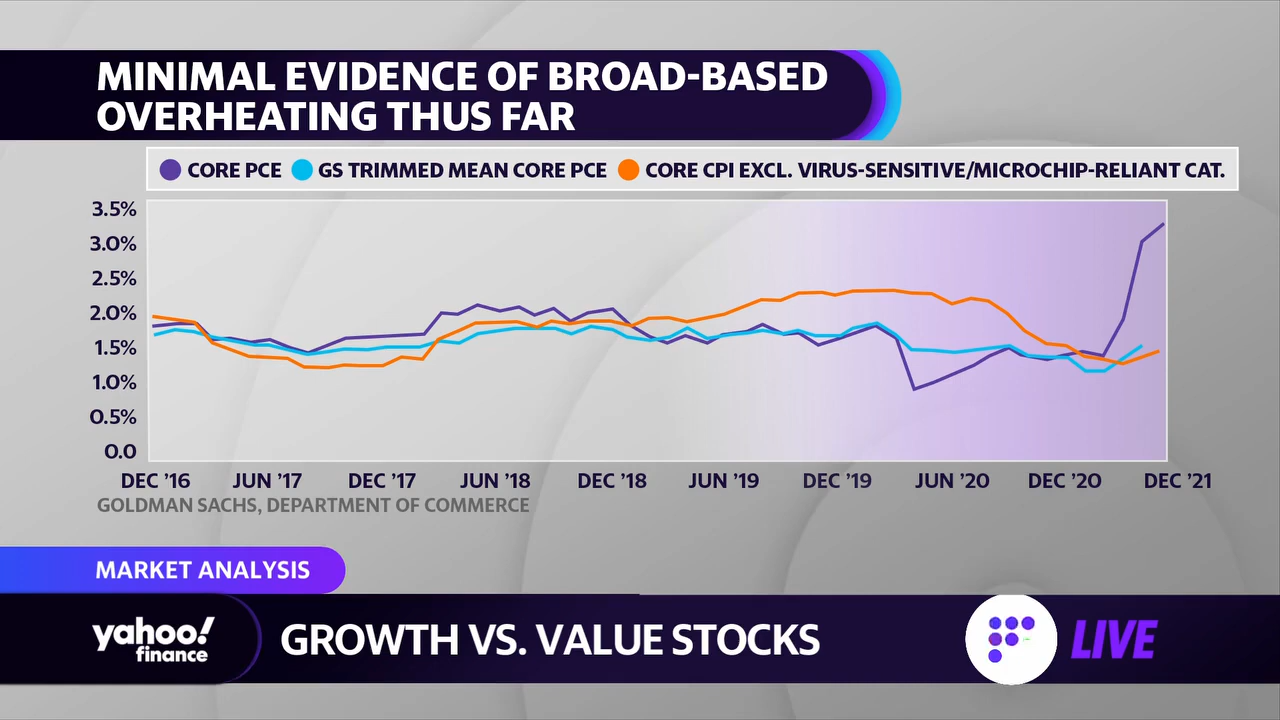 MINIMAL EVIDENCE OF BROAD-BASED
OVERHEATING THUS FAR
CORE PCE GS TRIMMED MEAN CORE PCE CORE CPI EXCL. VIRUS-SENSITIVE/MICROCHIP-RELIANT CAT.
3.5%
3.0%
2.5%
2.0%
1.5%
1.0%
0.5%
0.0
DEC '16 JUN '17 DEC '17 JUN '18 DEC '18 JUN '19 DEC '19 JUN '20 DEC '20 DEC '21
GOLDMAN SACHS, DEPARTMENT OF COMMERCE
MARKET ANALYSIS
yahoo!
finance
GROWTH VS. VALUE STOCKS
LIVE